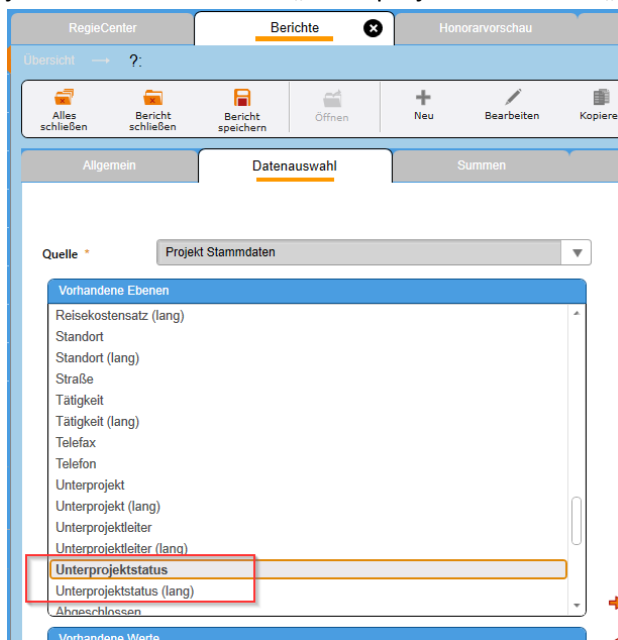 RegieCenter Berichte Honorarvorschau
Übersicht → ?:
Alles schließen
Bericht schließen
Bericht speichern
Öffnen
Neu
Bearbeiten
Kopiere
Allgemein Datenauswahl Summen
Quelle * Projekt Stammdaten
Vorhandene Ebenen
Reisekostensatz (lang)
Standort
Standort (lang)
Straße
Tätigkeit
Tätigkeit (lang)
Telefax
Telefon
Unterprojekt
Unterprojekt (lang)
Unterprojektleiter
Unterprojektleiter (lang)
Unterprojektstatus
Unterprojektstatus (lang)
Abgeschlossen
Vorhandene Werte